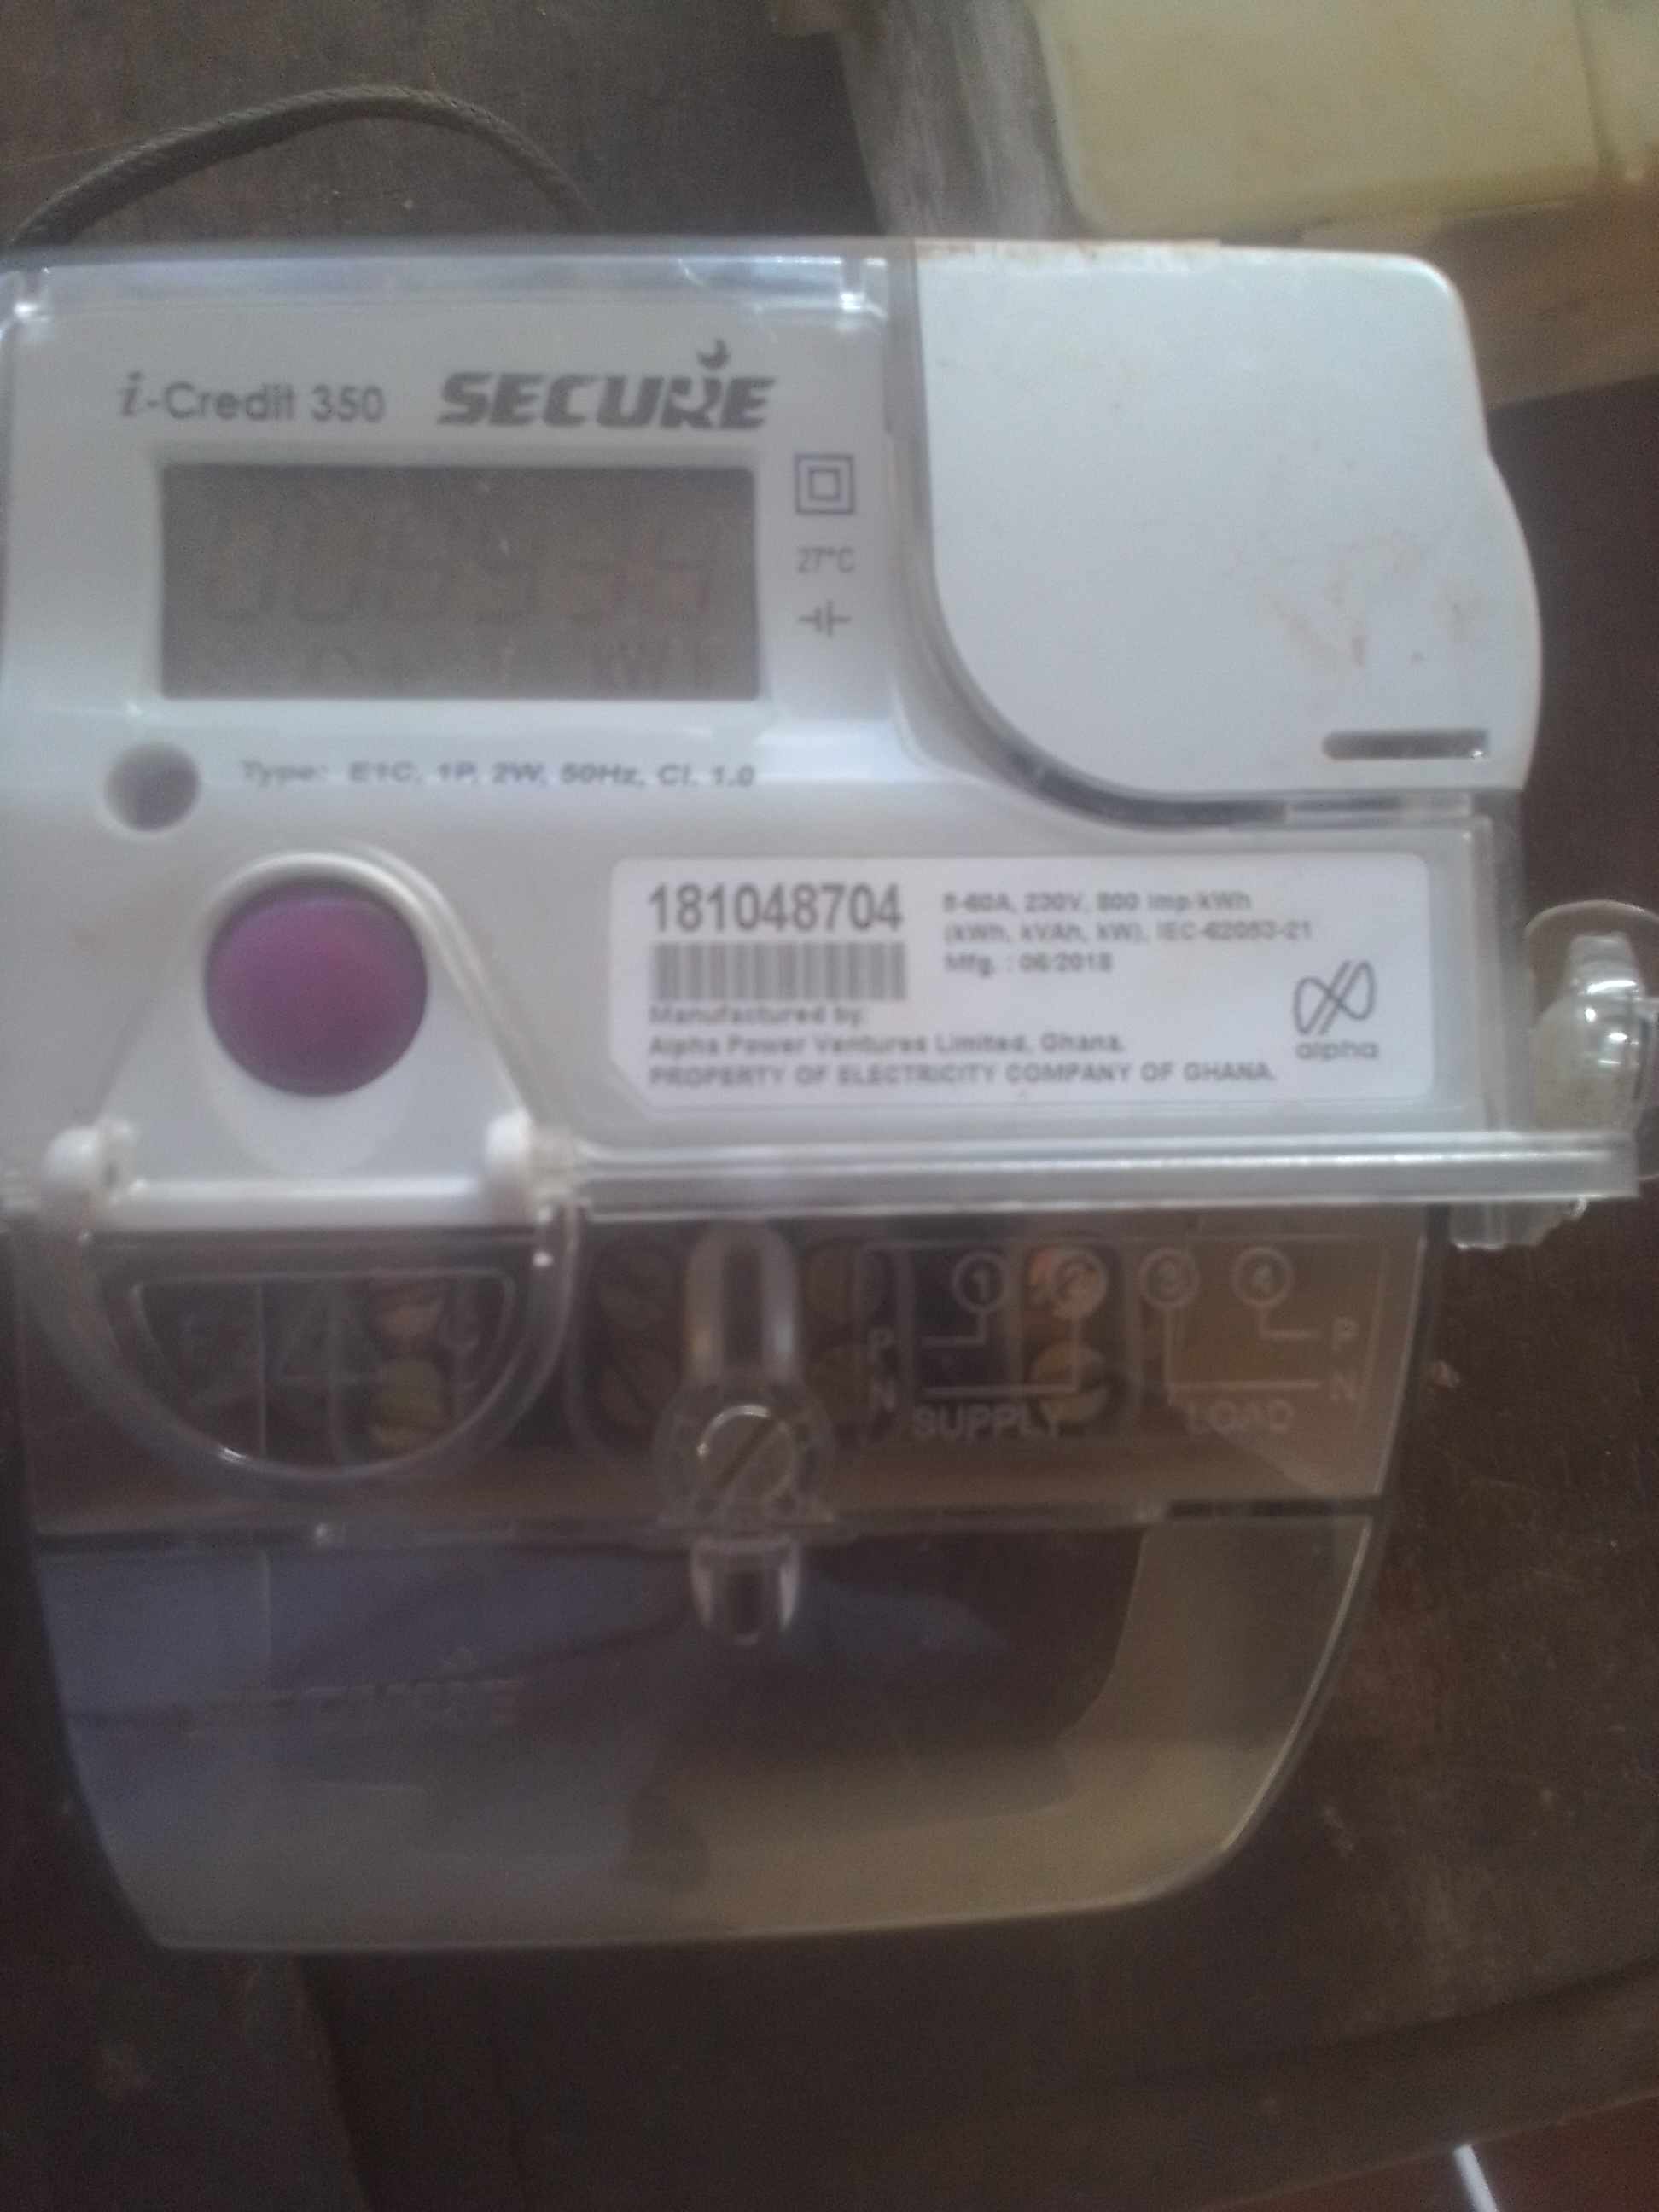 i-Credit 350 SECURE
27°C
kWh
Type: E1C, 1P, 2W, 50Hz, Cl. 1.0
181048704
5-60A, 230V, 800 imp/kWh
(kWh, kVAh, kW), IEC-62053-21
Mfg. : 06/2018
Manufactured by:
Alpha Power Ventures Limited, Ghana.
PROPERTY OF ELECTRICITY COMPANY OF GHANA.
alpha
1 2 3 4
P P
N N
SUPPLY LOAD